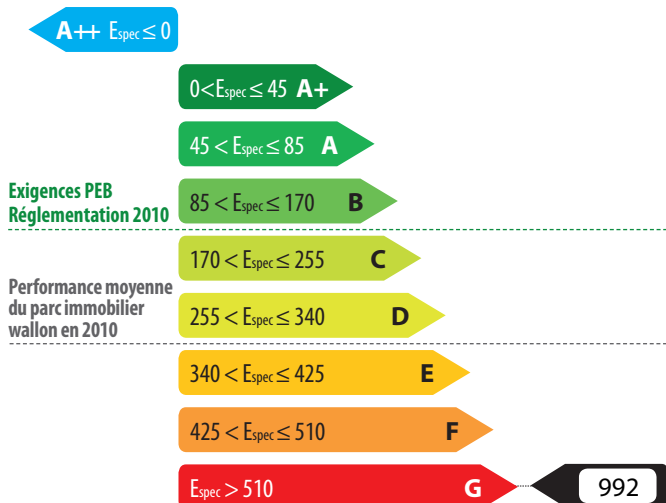 A++ Espec ≤ 0
0<Espec ≤ 45 A+
45 < Espec ≤ 85 A
Exigences PEB
Réglementation 2010
85 < Espec ≤ 170 B
170 < Espec ≤ 255 C
Performance moyenne
du parc immobilier
wallon en 2010
255 < Espec ≤ 340 D
340 < Espec ≤ 425 E
425 < Espec ≤ 510 F
Espec > 510 G
992